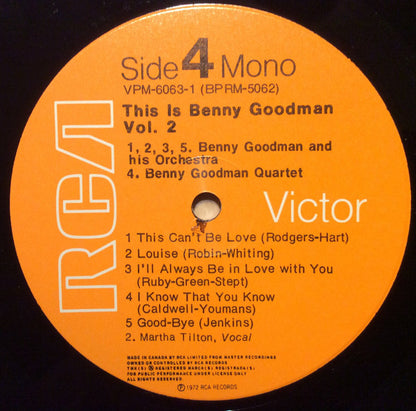 Side 4 Mono
VPM-6063-1 (BPRM-5062)
This Is Benny Goodman
Vol. 2
1, 2, 3, 5. Benny Goodman and
his Orchestra
4. Benny Goodman Quartet
RCA
Victor
1 This Can't Be Love (Rodgers-Hart)
2 Louise (Robin-Whiting)
3 I'll Always Be in Love with You
(Ruby-Green-Stept)
4 I Know That You Know
(Caldwell-Youmans)
5 Good-Bye (Jenkins)
2. Martha Tilton, Vocal
MADE IN CANADA BY RCA LIMITED FROM MASTER RECORDINGS
OWNED OR CONTROLLED BY RCA RECORDS
TMK(S) ® REGISTERED MARCA(S) REGISTRADA(S)
FOR PUBLIC PERFORMANCE UNDER LICENSE ONLY
ALL RIGHTS RESERVED.
℗ 1972 RCA RECORDS